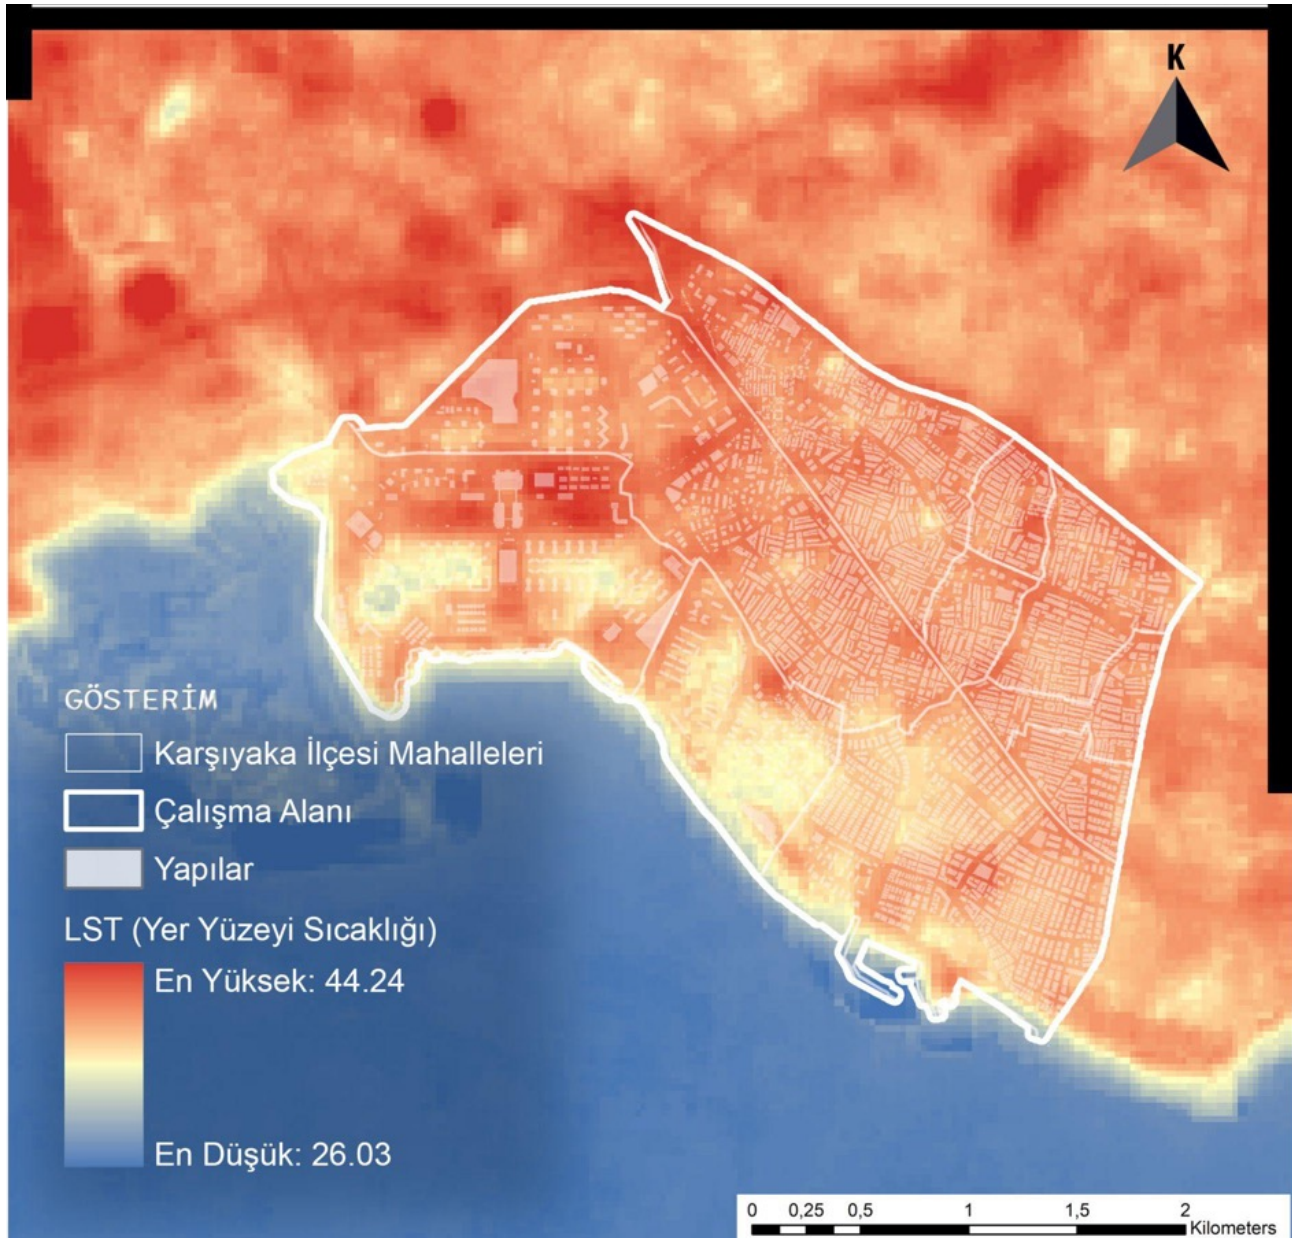 K
GÖSTERİM
Karşıyaka İlçesi Mahalleleri
Çalışma Alanı
Yapılar
LST (Yer Yüzeyi Sıcaklığı)
En Yüksek: 44.24
En Düşük: 26.03
0 0,25 0,5 1 1,5 2
Kilometers